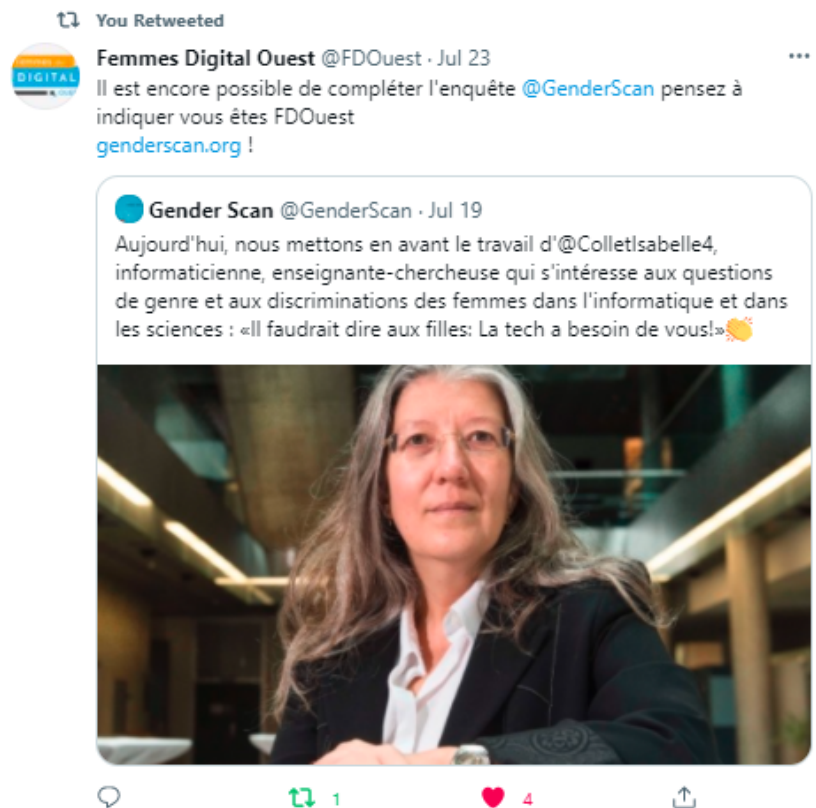 You Retweeted
Femmes Digital Ouest @FDOuest · Jul 23
Il est encore possible de compléter l'enquête @GenderScan pensez à
indiquer vous êtes FDOuest
genderscan.org !
DIGITAL
Gender Scan @GenderScan · Jul 19
Aujourd'hui, nous mettons en avant le travail d'@ColletIsabelle4,
informaticienne, enseignante-chercheuse qui s'intéresse aux questions
de genre et aux discriminations des femmes dans l'informatique et dans
les sciences : «Il faudrait dire aux filles: La tech a besoin de vous!»👏
1
4